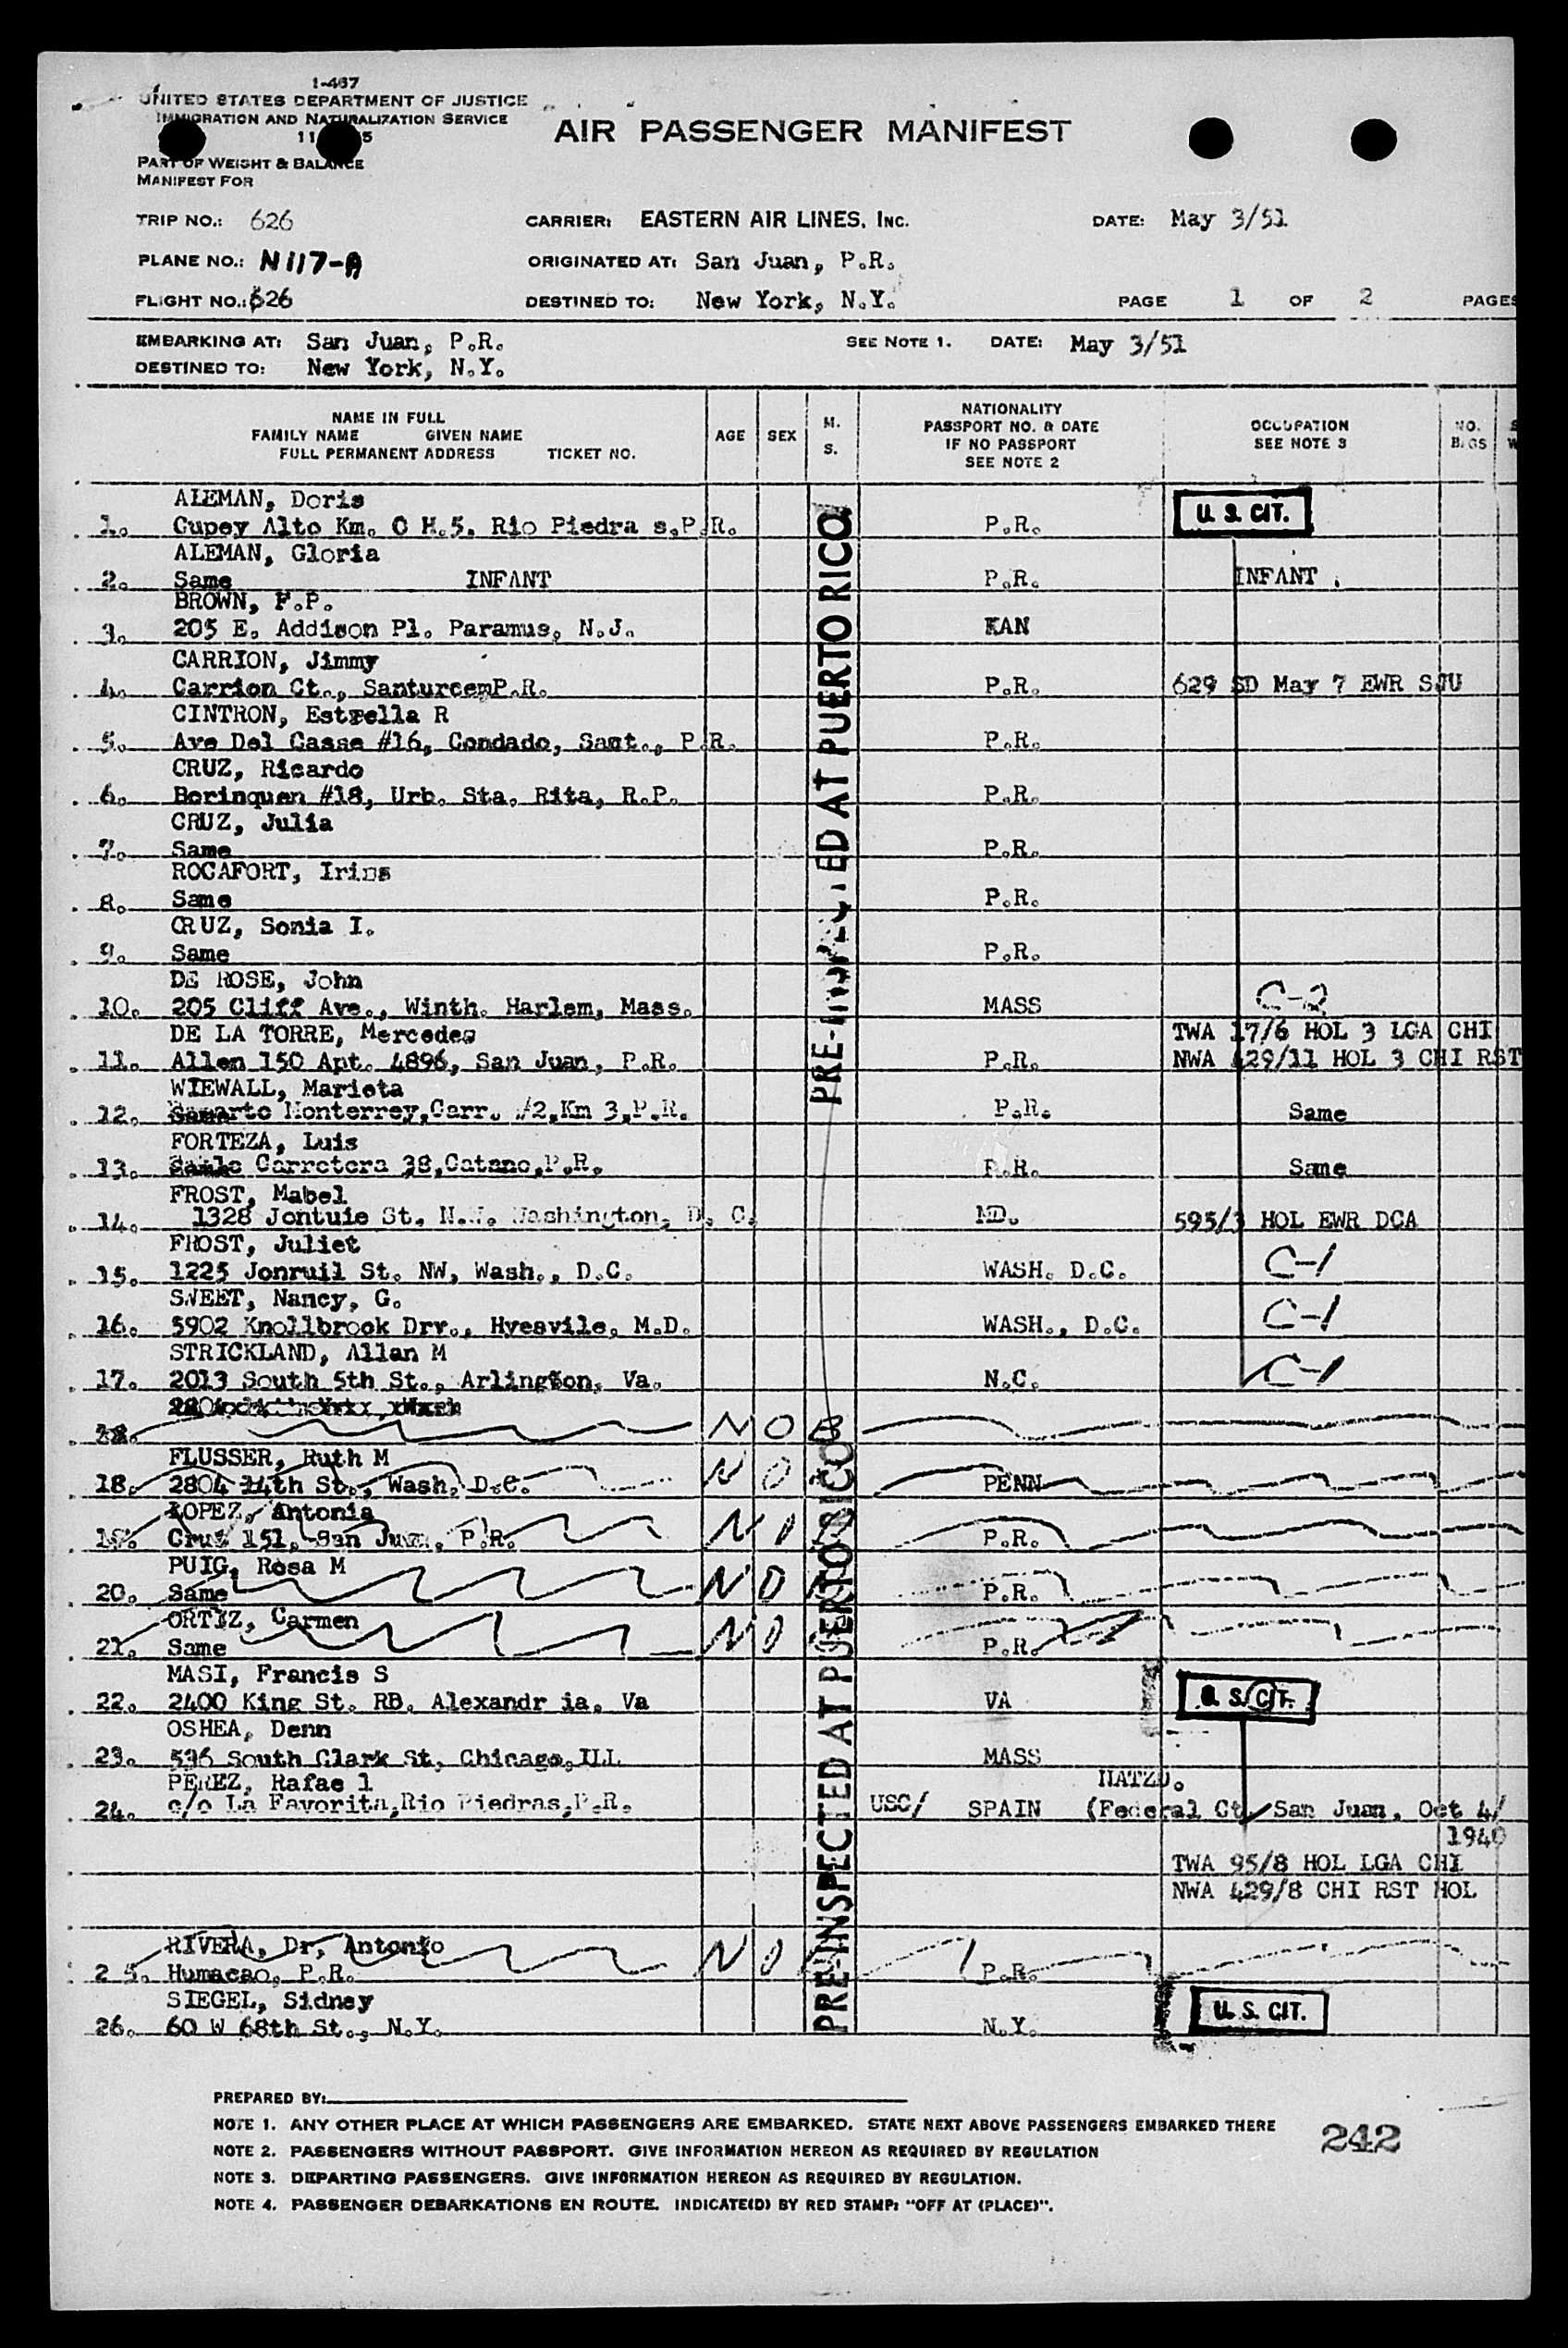 1-467
UNITED STATES DEPARTMENT OF JUSTICE
IMMIGRATION AND NATURALIZATION SERVICE
AIR PASSENGER MANIFEST
PART OF WEIGHT & BALANCE
MANIFEST FOR
TRIP NO.: 626 CARRIER: EASTERN AIR LINES, INC. DATE: May 3/51
PLANE NO.: N117-A ORIGINATED AT: San Juan, P.R.
FLIGHT NO.: 626 DESTINED TO: New York, N.Y. PAGE 1 OF 2 PAGES
EMBARKING AT: San Juan, P.R. SEE NOTE 1. DATE: May 3/51
DESTINED TO: New York, N.Y.
NAME IN FULL
FAMILY NAME GIVEN NAME
FULL PERMANENT ADDRESS TICKET NO.
AGE SEX M. S.
NATIONALITY
PASSPORT NO. & DATE
IF NO PASSPORT
SEE NOTE 2
OCCUPATION
SEE NOTE 3
NO. BAGS
PRE-INSPECTED AT PUERTO RICO
ALEMAN, Doris
1. Cupey Alto Km. 0 H.5. Rio Piedra s,P.R. P.R. U. S. CIT.
ALEMAN, Gloria
2. Same INFANT P.R. INFANT
BROWN, F.P.
3. 205 E. Addison Pl. Paramus, N.J. KAN
CARRION, Jimmy
4. Carrion Ct., SanturcemP.R. P.R. 629 SD May 7 EWR SJU
CINTRON, Estrella R
5. Ave Del Casse #16, Condado, Sant., P.R. P.R.
CRUZ, Ricardo
6. Borinquen #18, Urb. Sta. Rita, R.P. P.R.
CRUZ, Julia
7. Same P.R.
ROCAFORT, Iriss
8. Same P.R.
CRUZ, Sonia I.
9. Same P.R.
DE ROSE, John
10. 205 Cliff Ave., Winth. Harlem, Mass. MASS C-2
DE LA TORRE, Mercedes TWA 17/6 HOL 3 LGA CHI
11. Allen 150 Apt. 4896, San Juan, P.R. P.R. NWA 429/11 HOL 3 CHI RST
WIEWALL, Marieta
12. Monterrey,Carr. #2,Km 3,P.R. P.R. Same
FORTEZA, Luis
13. Carretera 38,Catano,P.R. P.R. Same
FROST, Mabel
14. 1328 Jontuie St. N.W. Washington, D. C. MD. 595/3 HOL EWR DCA
FROST, Juliet
15. 1225 Jonruil St. NW, Wash., D.C. WASH. D.C. C-1
SWEET, Nancy, G.
16. 5902 Knollbrook Drv., Hyesvile, M.D. WASH., D.C. C-1
STRICKLAND, Allan M
17. 2013 South 5th St., Arlington, Va. N.C. C-1
18. N O B
FLUSSER, Ruth M
18. 2804 14th St., Wash, D.C. N O PENN
LOPEZ, Antonia
19. Cruz 151, San Juan, P.R. N O P.R.
PUIG, Rosa M
20. Same N O P.R.
ORTIZ, Carmen
21. Same N O P.R.
MASI, Francis S
22. 2400 King St. RB. Alexandr ia, Va VA U. S. CIT.
OSHEA, Denn
23. 536 South Clark St, Chicago,ILL MASS
PEREZ, Rafae l NATZD.
24. c/o La Favorita,Rio Piedras,P.R. USC/ SPAIN (Federal Ct San Juan, Oct 4/
1940
TWA 95/8 HOL LGA CHI
NWA 429/8 CHI RST HOL
RIVERA, Dr, Antonio
2 5. Humacao, P.R. N O P.R.
SIEGEL, Sidney
26. 60 W 68th St., N.Y. N.Y. U. S. CIT.
PRE-INSPECTED AT PUERTO RICO
PREPARED BY:
NOTE 1. ANY OTHER PLACE AT WHICH PASSENGERS ARE EMBARKED. STATE NEXT ABOVE PASSENGERS EMBARKED THERE
NOTE 2. PASSENGERS WITHOUT PASSPORT. GIVE INFORMATION HEREON AS REQUIRED BY REGULATION
NOTE 3. DEPARTING PASSENGERS. GIVE INFORMATION HEREON AS REQUIRED BY REGULATION.
NOTE 4. PASSENGER DEBARKATIONS EN ROUTE. INDICATE(D) BY RED STAMP: "OFF AT (PLACE)".
242